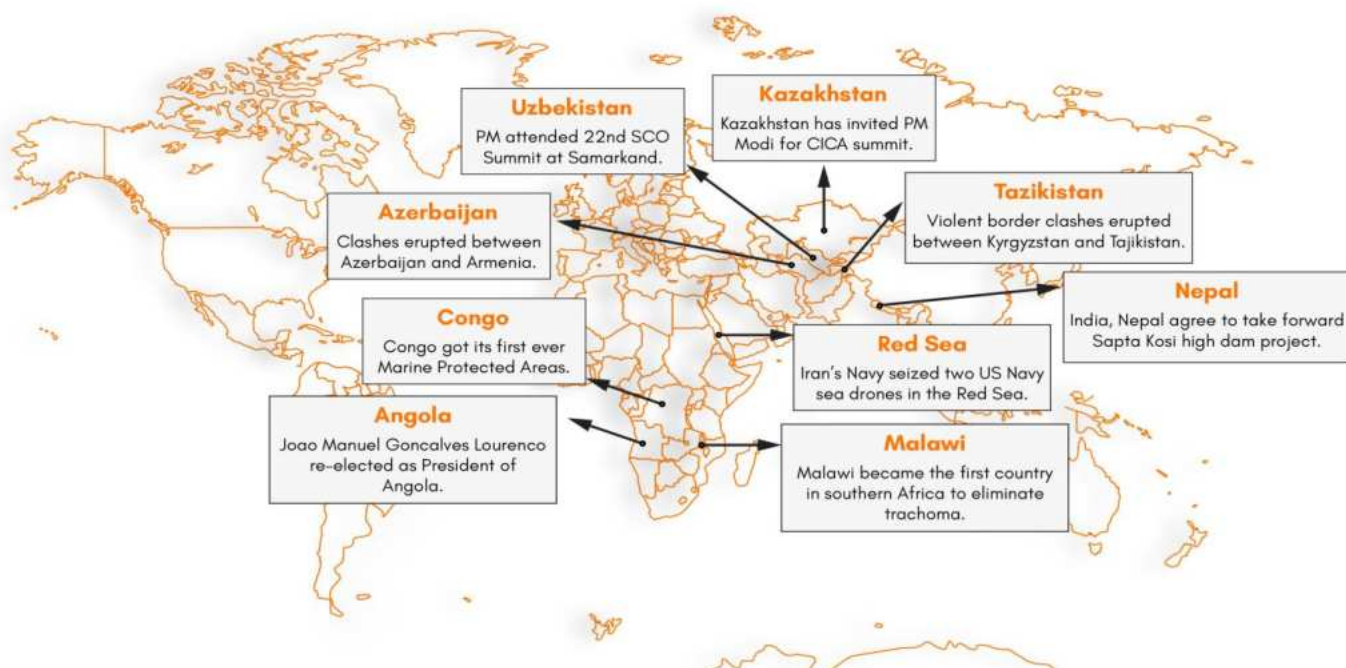 Uzbekistan
PM attended 22nd SCO
Summit at Samarkand.
Kazakhstan
Kazakhstan has invited PM
Modi for CICA summit.
Azerbaijan
Clashes erupted between
Azerbaijan and Armenia.
Tazikistan
Violent border clashes erupted
between Kyrgyzstan and Tajikistan.
Congo
Congo got its first ever
Marine Protected Areas.
Red Sea
Iran's Navy seized two US Navy
sea drones in the Red Sea.
Nepal
India, Nepal agree to take forward
Sapta Kosi high dam project.
Angola
Joao Manuel Goncalves Lourenco
re-elected as President of
Angola.
Malawi
Malawi became the first country
in southern Africa to eliminate
trachoma.